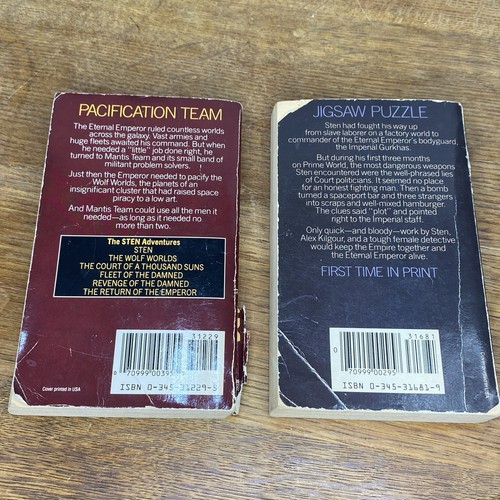 PACIFICATION TEAM
The Eternal Emperor ruled countless worlds
across the galaxy. Vast armies and
huge fleets awaited his command. But when
he needed a "little" job done right, he
turned to Mantis Team and its small band of
militant problem solvers.
Just then the Emperor needed to pacify the
Wolf Worlds, the planets of an
insignificant cluster that had raised space
piracy to a low art.
And Mantis Team could use all the men it
needed—as long as it needed
no more than two.
The STEN Adventures
STEN
THE WOLF WORLDS
THE COURT OF A THOUSAND SUNS
FLEET OF THE DAMNED
REVENGE OF THE DAMNED
THE RETURN OF THE EMPEROR
31229
0
70999 00395
Cover printed in USA
ISBN 0-345-31229-5
JIGSAW PUZZLE
Sten had fought his way up
from slave laborer on a factory world to
commander of the Eternal Emperor's bodyguard,
the Imperial Gurkhas.
But during his first three months
on Prime World, the most dangerous weapons
Sten encountered were the well-phrased lies
of Court politicians. It seemed no place
for an honest fighting man. Then a bomb
turned a spaceport bar and three strangers
into scraps and well-mixed hamburger.
The clues said "plot" and pointed
right to the Imperial staff.
Only quick—and bloody—work by Sten,
Alex Kilgour, and a tough female detective
would keep the Empire together and
the Eternal Emperor alive.
FIRST TIME IN PRINT
31681
0
70999 00295
ISBN 0-345-31681-9